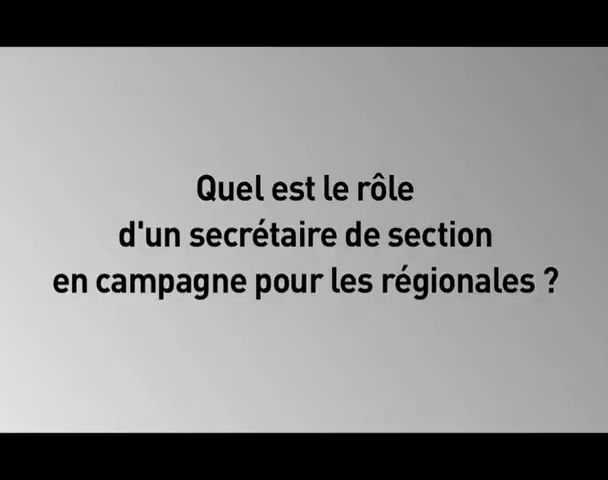 Quel est le rôle
d'un secrétaire de section
en campagne pour les régionales ?